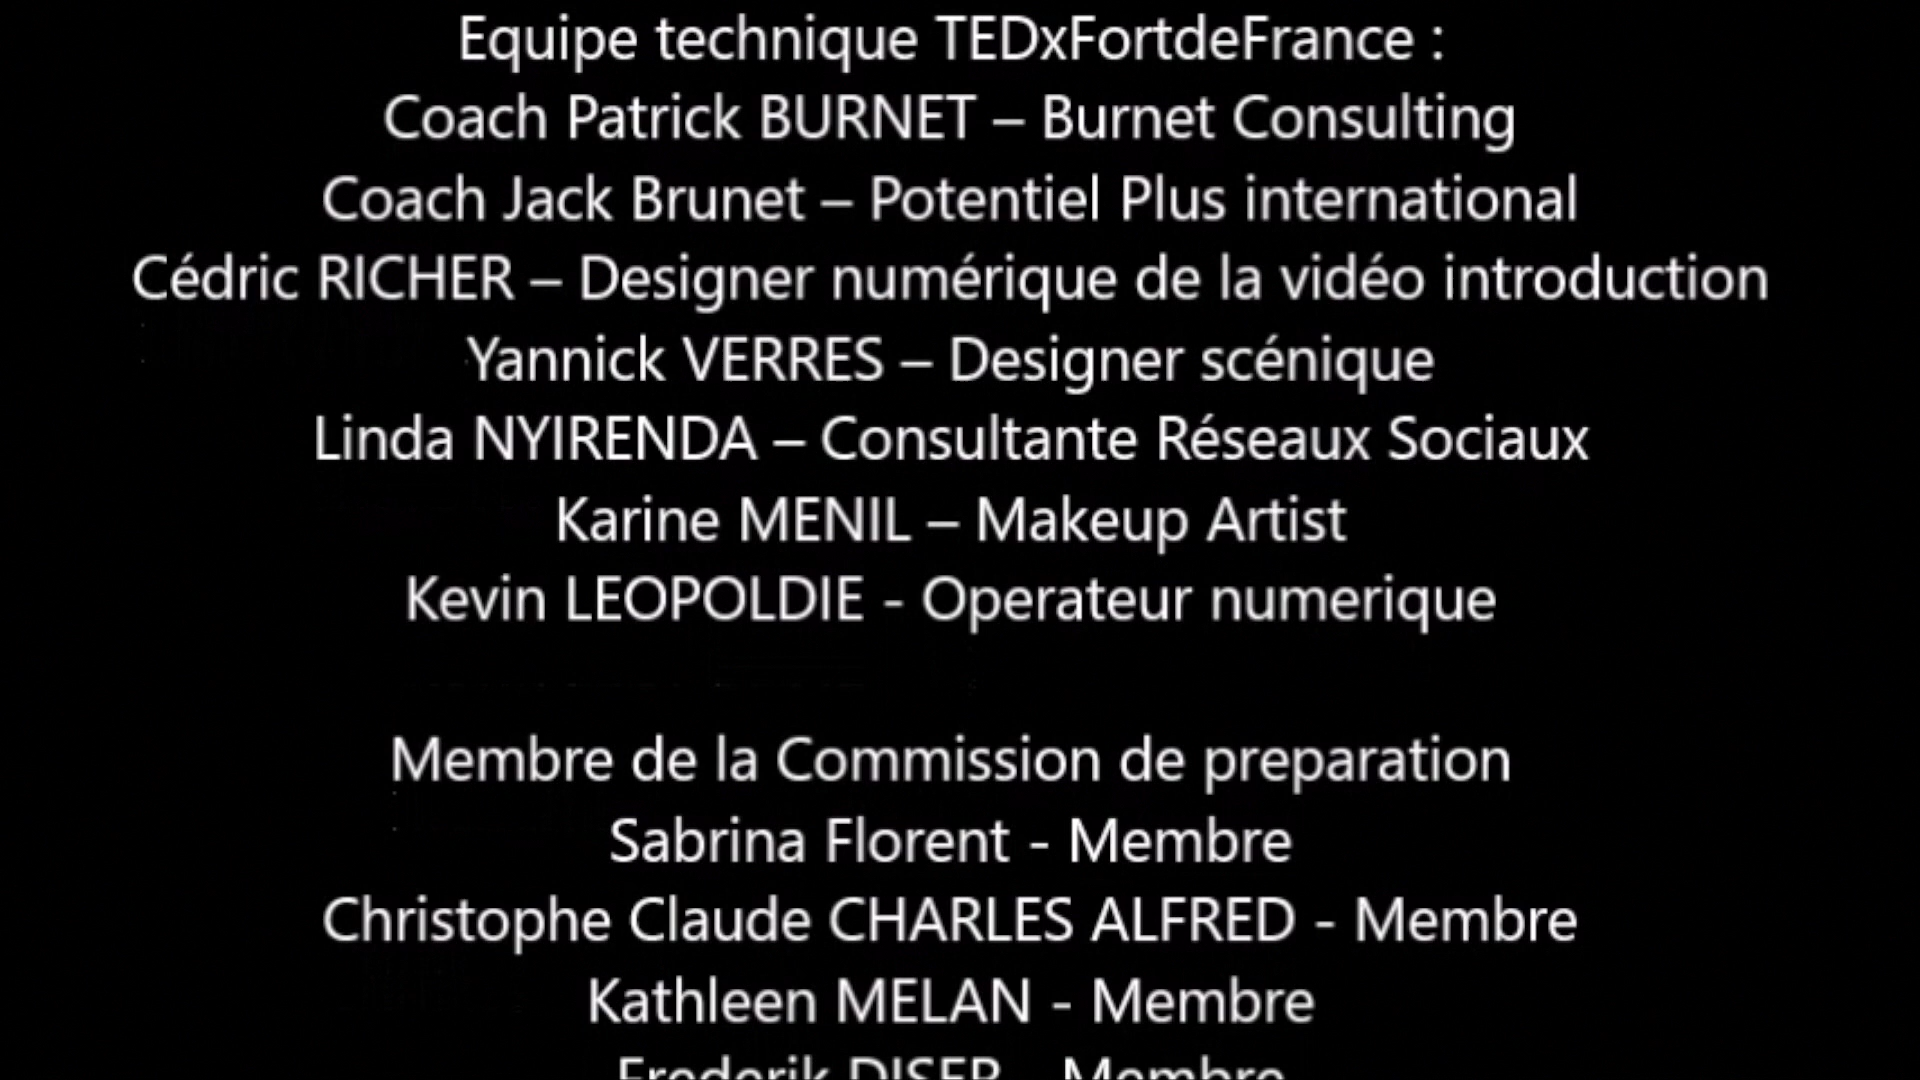 Equipe technique TEDxFortdeFrance :
Coach Patrick BURNET – Burnet Consulting
Coach Jack Brunet – Potentiel Plus international
Cédric RICHER – Designer numérique de la vidéo introduction
Yannick VERRES – Designer scénique
Linda NYIRENDA – Consultante Réseaux Sociaux
Karine MENIL – Makeup Artist
Kevin LEOPOLDIE - Operateur numerique
Membre de la Commission de preparation
Sabrina Florent - Membre
Christophe Claude CHARLES ALFRED - Membre
Kathleen MELAN - Membre
Frederik - Membre